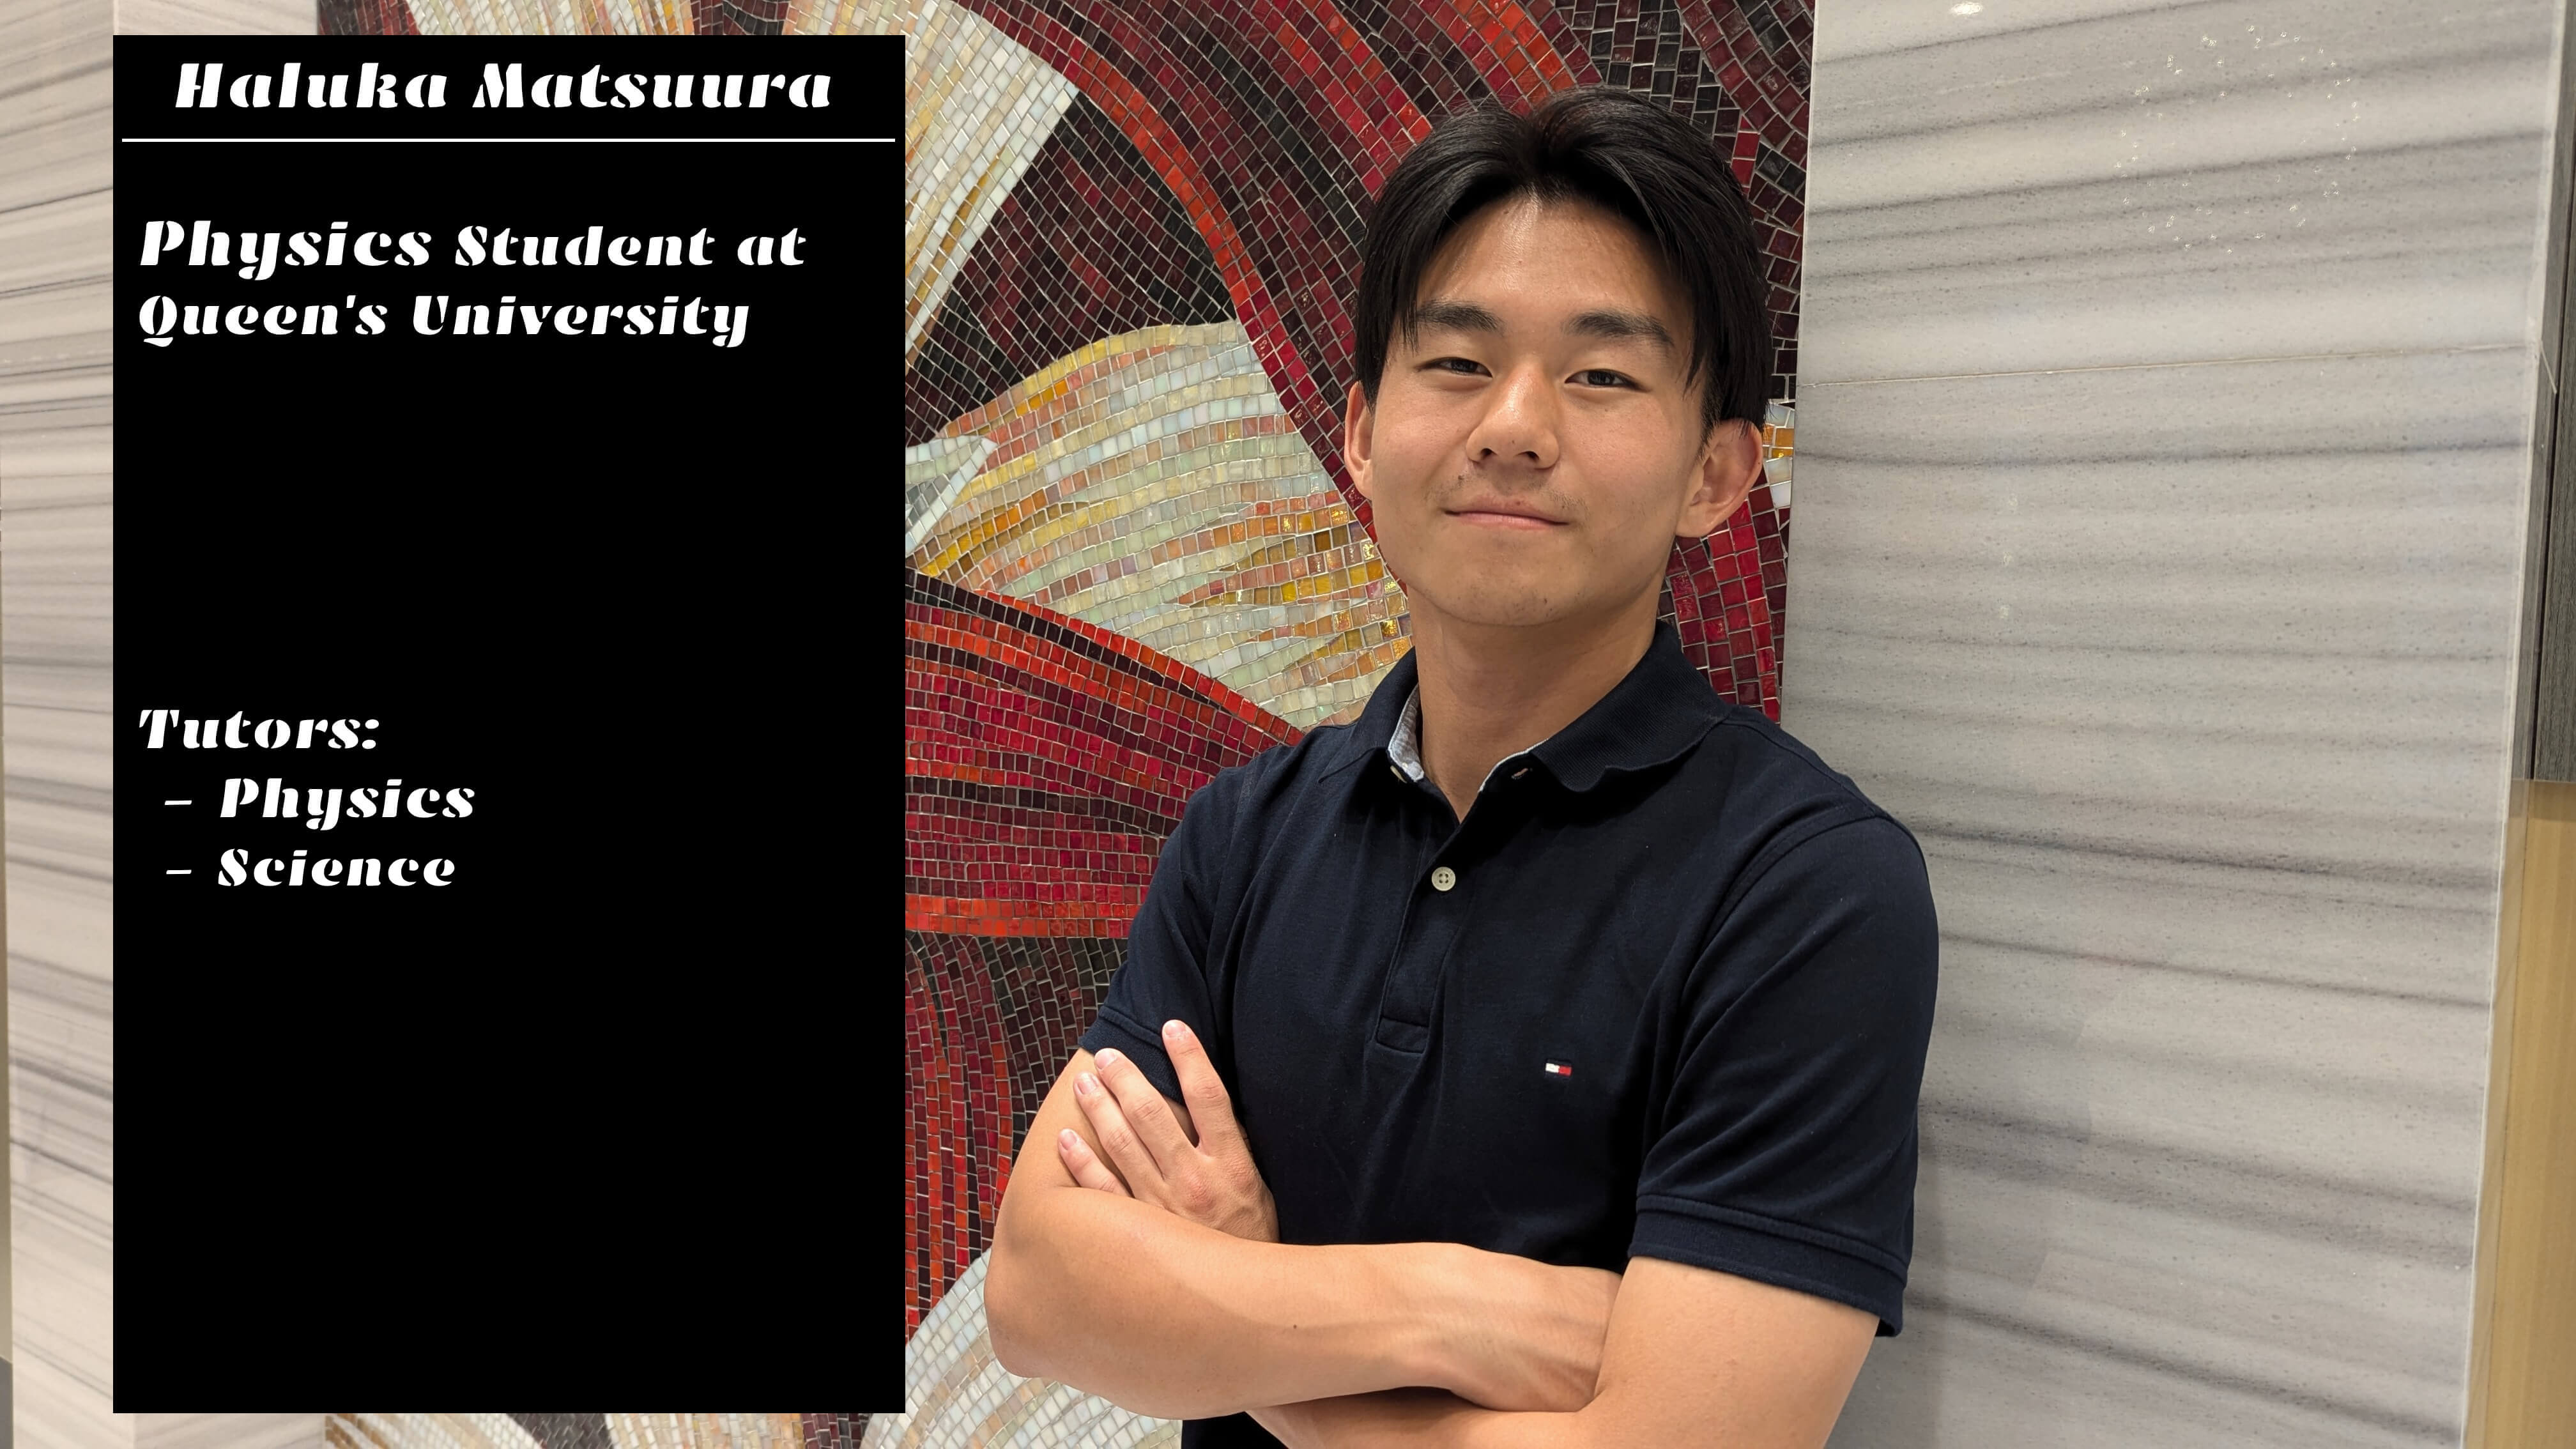 Haluka Matsuura
Physics Student at
Queen's University
Tutors:
– Physics
– Science